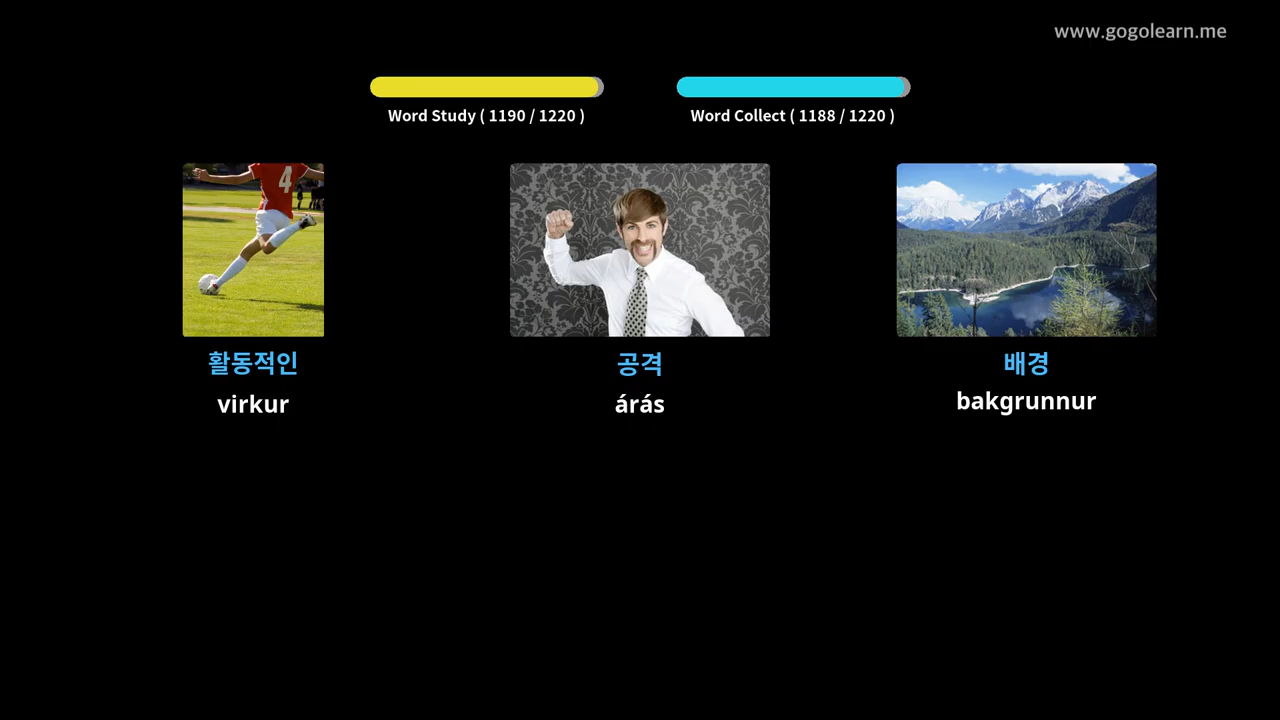 www.gogolearn.me
Word Study ( 1190 / 1220 )
Word Collect ( 1188 / 1220 )
4
활동적인
공격
배경
virkur
árás
bakgrunnur